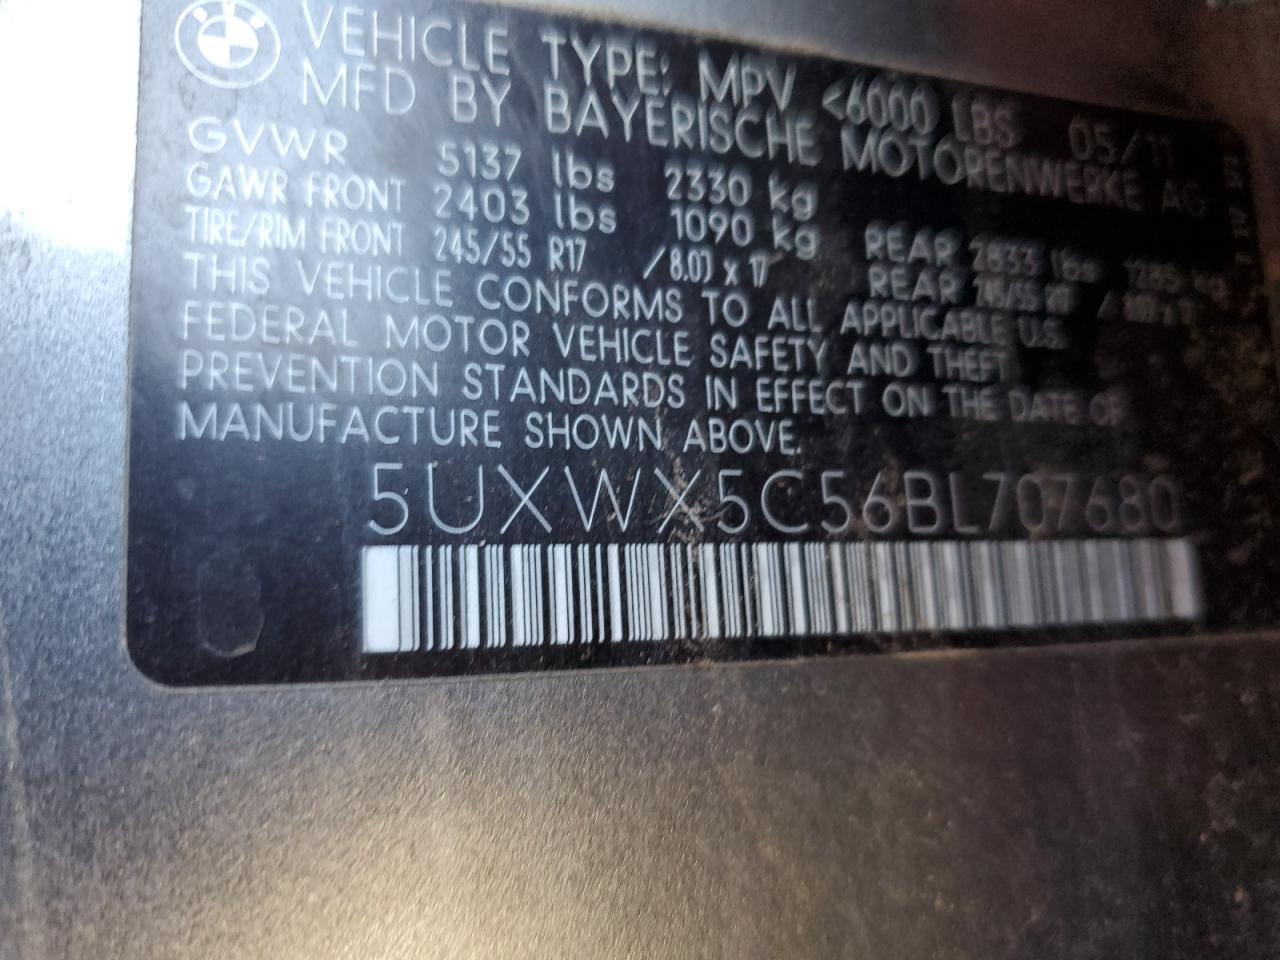 VEHICLE TYPE: MPV <6000 LBS 05/11
MFD BY BAYERISCHE MOTORENWERKE AG
GVWR 5137 lbs 2330 kg
GAWR FRONT 2403 lbs 1090 kg REAR 2833 lbs 1285 kg
TIRE/RIM FRONT 245/55 R17 /8.0J x 17 REAR 245/55 R17 / 8.0J x 17
THIS VEHICLE CONFORMS TO ALL APPLICABLE U.S.
FEDERAL MOTOR VEHICLE SAFETY AND THEFT
PREVENTION STANDARDS IN EFFECT ON THE DATE OF
MANUFACTURE SHOWN ABOVE.
5UXWX5C56BL707680